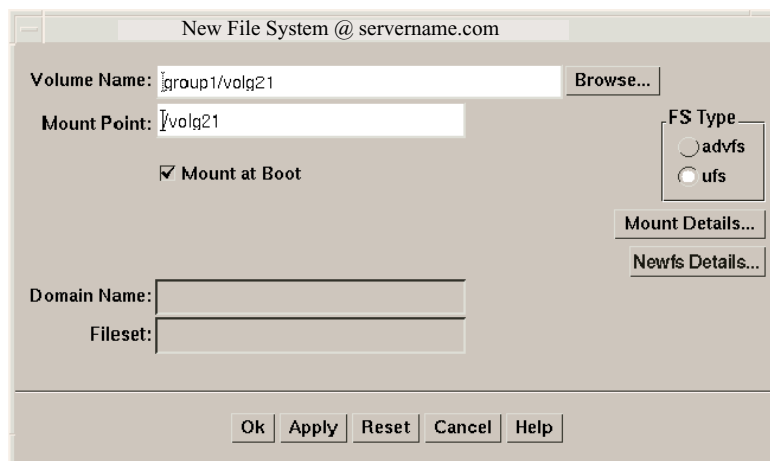 New File System @ servername.com
Volume Name: group1/volg21 Browse...
Mount Point: /volg21
FS Type
advfs
Mount at Boot
ufs
Mount Details...
Newfs Details...
Domain Name:
Fileset:
Ok Apply Reset Cancel Help